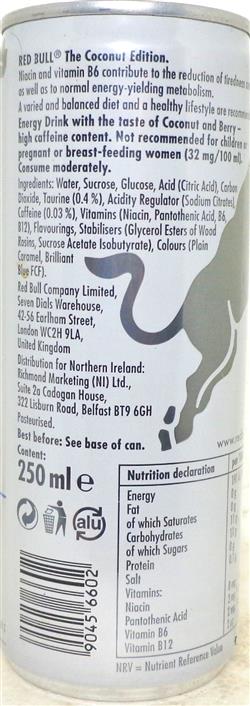 RED BULL® The Coconut Edition.
Niacin and vitamin B6 contribute to the reduction of tiredness
as well as to normal energy-yielding metabolism.
A varied and balanced diet and a healthy lifestyle are
Energy Drink with the taste of Coconut and Berry –
high caffeine content. Not recommended for children or
pregnant or breast-feeding women (32 mg/100 ml).
Consume moderately.
Ingredients: Water, Sucrose, Glucose, Acid (Citric Acid), Carbon
Dioxide, Taurine (0.4 %), Acidity Regulator (Sodium Citrates),
Caffeine (0.03 %), Vitamins (Niacin, Pantothenic Acid, B6,
B12), Flavourings, Stabilisers (Glycerol Esters of Wood
Rosins, Sucrose Acetate Isobutyrate), Colours (Plain
Caramel, Brilliant
Blue FCF).
Red Bull Company Limited,
Seven Dials Warehouse,
42-56 Earlham Street,
London WC2H 9LA,
United Kingdom
Distribution for Northern Ireland:
Richmond Marketing (NI) Ltd.,
Suite 2a Cadogan House,
322 Lisburn Road, Belfast BT9 6GH
Pasteurised.
Best before: See base of can.
Content:
250 ml e
alu
9045 6602
Nutrition declaration
Energy
Fat
of which Saturates
Carbohydrates
of which Sugars
Protein
Salt
Vitamins:
Niacin
Pantothenic Acid
Vitamin B6
Vitamin B12
NRV = Nutrient Reference Value